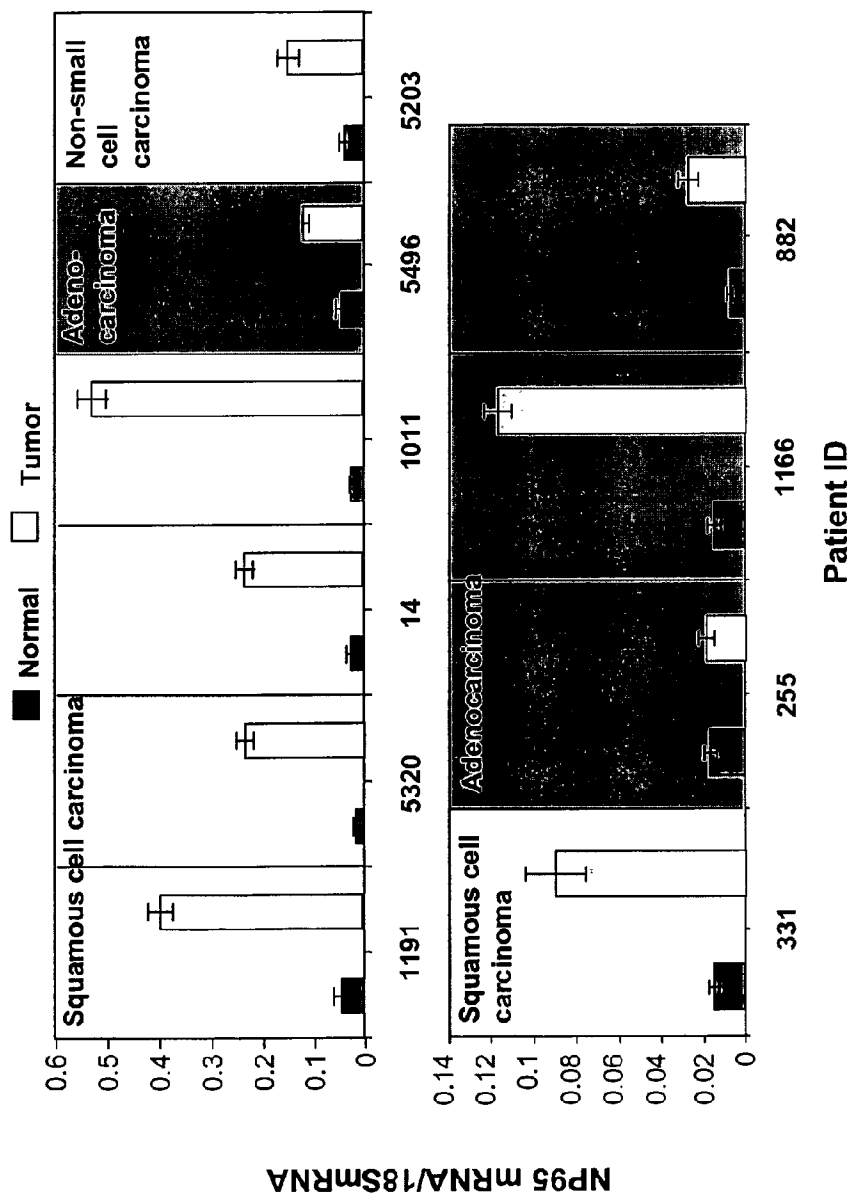 Normal Tumor
NP95 mRNA/18SmRNA
0.6
0.5
0.4
0.3
0.2
0.1
0
Squamous cell carcinoma
Adeno-
carcinoma
Non-small
cell
carcinoma
1191 5320 14 1011 5496 5203
0.14
0.12
0.1
0.08
0.06
0.04
0.02
0
Squamous cell
carcinoma
Adenocarcinoma
331 255 1166 882
Patient ID